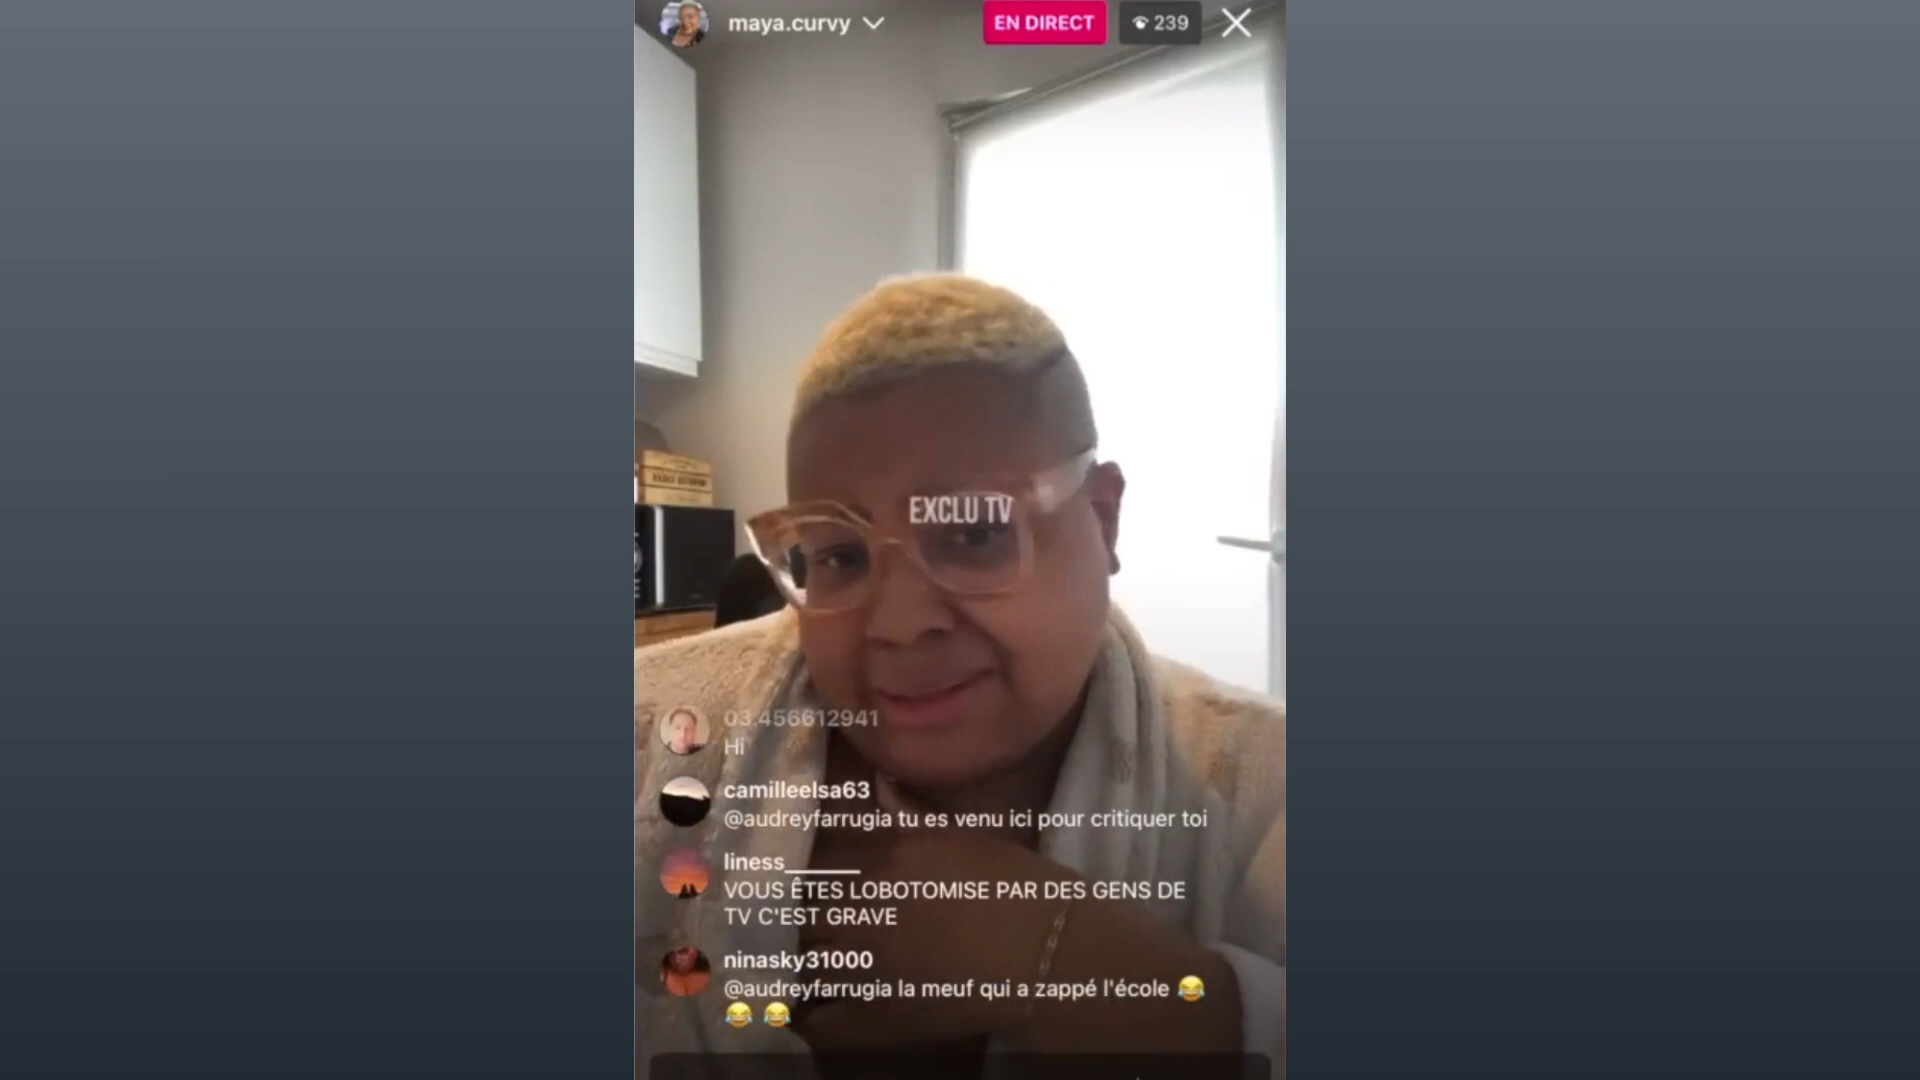 maya.curvy
EN DIRECT
239
EXCLU TV
03.456612941
Hi
camilleelsa63
@audreyfarrugia tu es venu ici pour critiquer toi
liness______
VOUS ÊTES LOBOTOMISE PAR DES GENS DE
TV C'EST GRAVE
ninasky31000
@audreyfarrugia la meuf qui a zappé l'école 😂
😂 😂